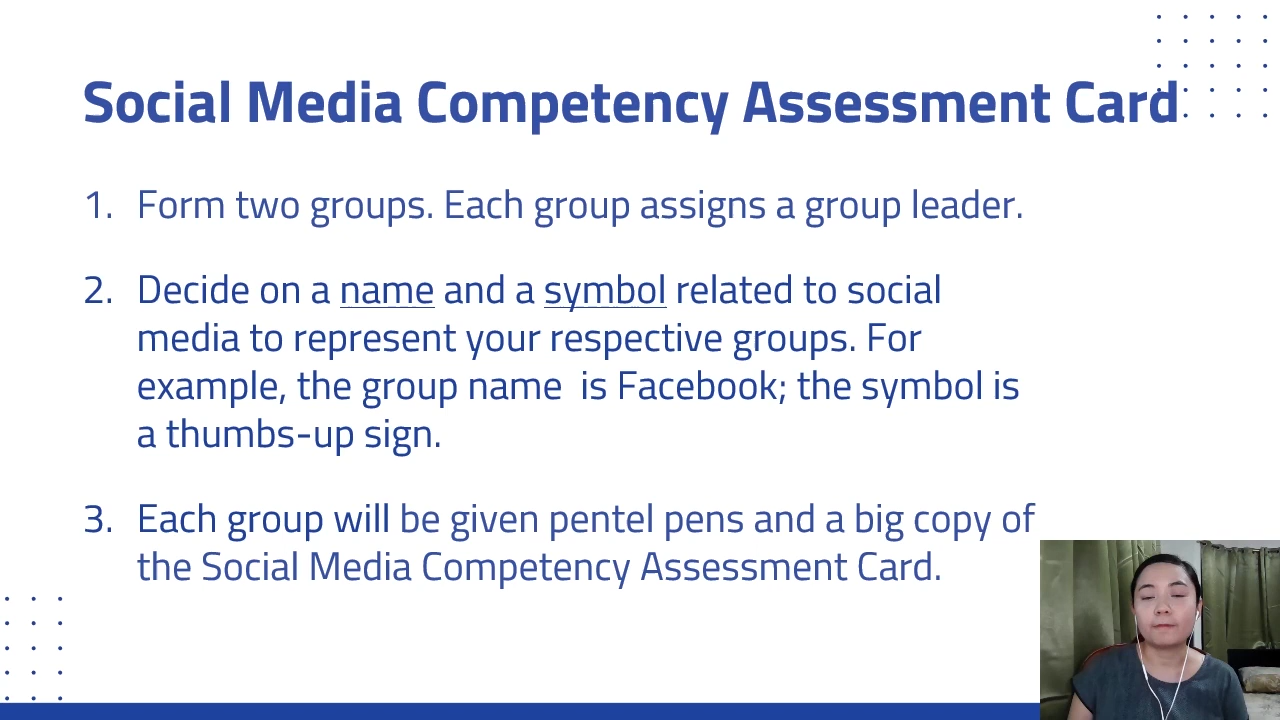 Social Media Competency Assessment Card
1. Form two groups. Each group assigns a group leader.
2. Decide on a name and a symbol related to social
media to represent your respective groups. For
example, the group name is Facebook; the symbol is
a thumbs-up sign.
3. Each group will be given pentel pens and a big copy of
the Social Media Competency Assessment Card.